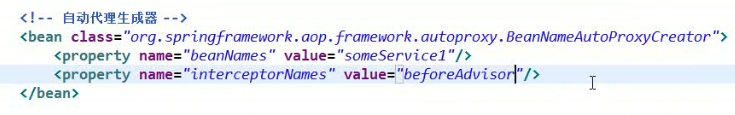 <!-- 自动代理生成器 -->
<bean class="org.springframework.aop.framework.autoproxy.BeanNameAutoProxyCreator">
<property name="beanNames" value="someService1"/>
<property name="interceptorNames" value="beforeAdvisor"/>
</bean>